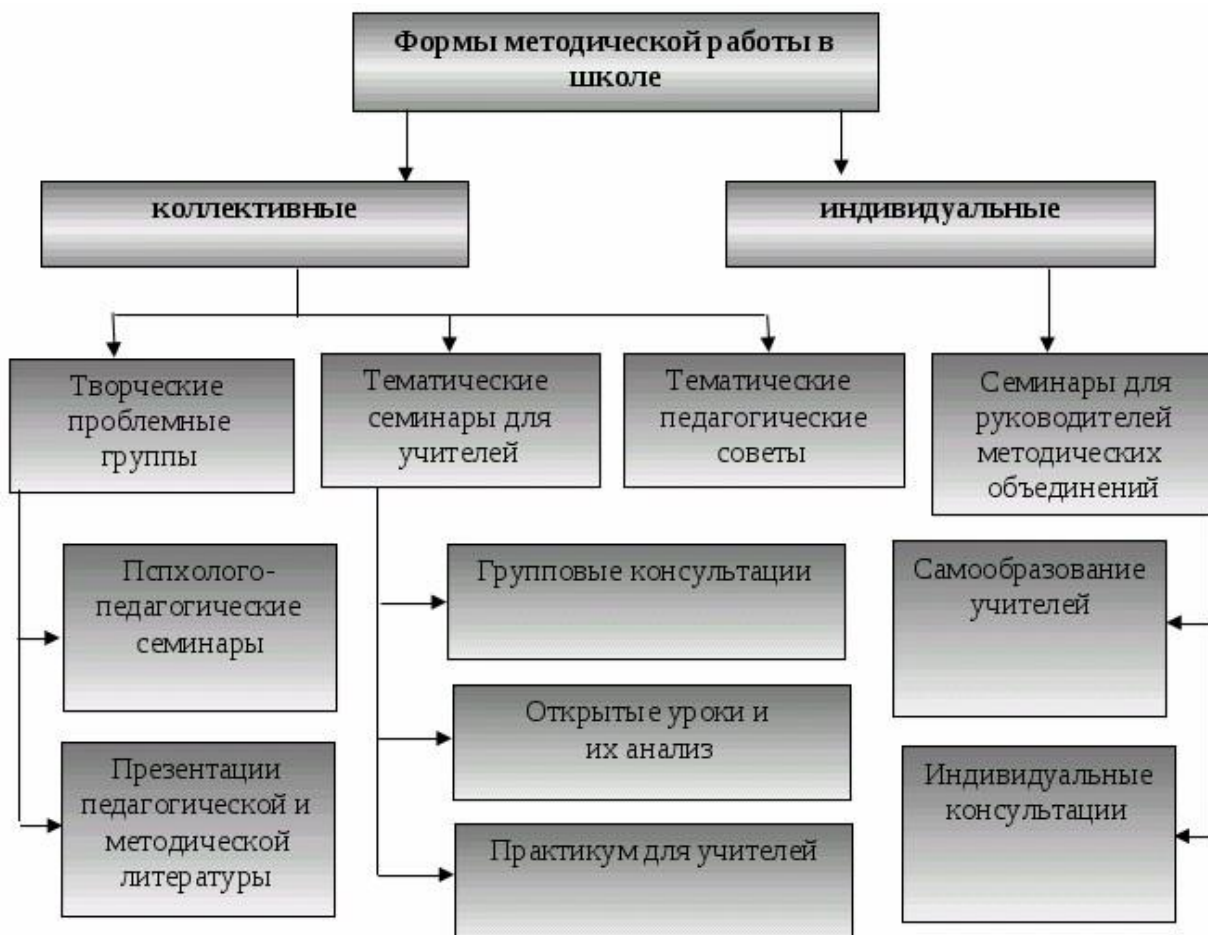 Формы методической работы в
школе
коллективные
индивидуальные
Творческие
проблемные
группы
Тематические
семинары для
учителей
Тематические
педагогические
советы
Семинары для
руководителей
методических
объединений
Пспхолого-
педагогические
семинары
Групповые консультации
Самообразование
учителей
Открытые уроки и
их анализ
Презентации
педагогической и
методической
литературы
Индивидуальные
консультации
Практикум для учителей